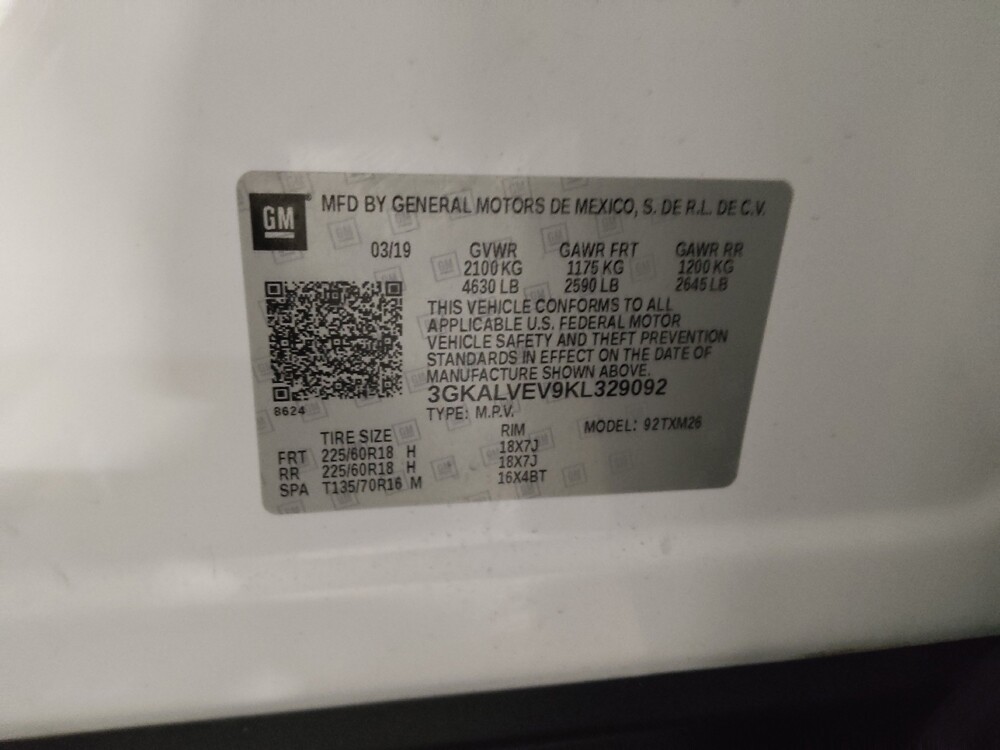 GM
MFD BY GENERAL MOTORS DE MEXICO, S. DE R.L. DE C.V.
03/19 GVWR GAWR FRT GAWR RR
2100 KG 1175 KG 1200 KG
4630 LB 2590 LB 2645 LB
THIS VEHICLE CONFORMS TO ALL
APPLICABLE U.S. FEDERAL MOTOR
VEHICLE SAFETY AND THEFT PREVENTION
STANDARDS IN EFFECT ON THE DATE OF
MANUFACTURE SHOWN ABOVE.
3GKALVEV9KL329092
8624
TYPE: M.P.V.
MODEL: 92TXM26
TIRE SIZE RIM
FRT 225/60R18 H 18X7J
RR 225/60R18 H 18X7J
SPA T135/70R16 M 16X4BT